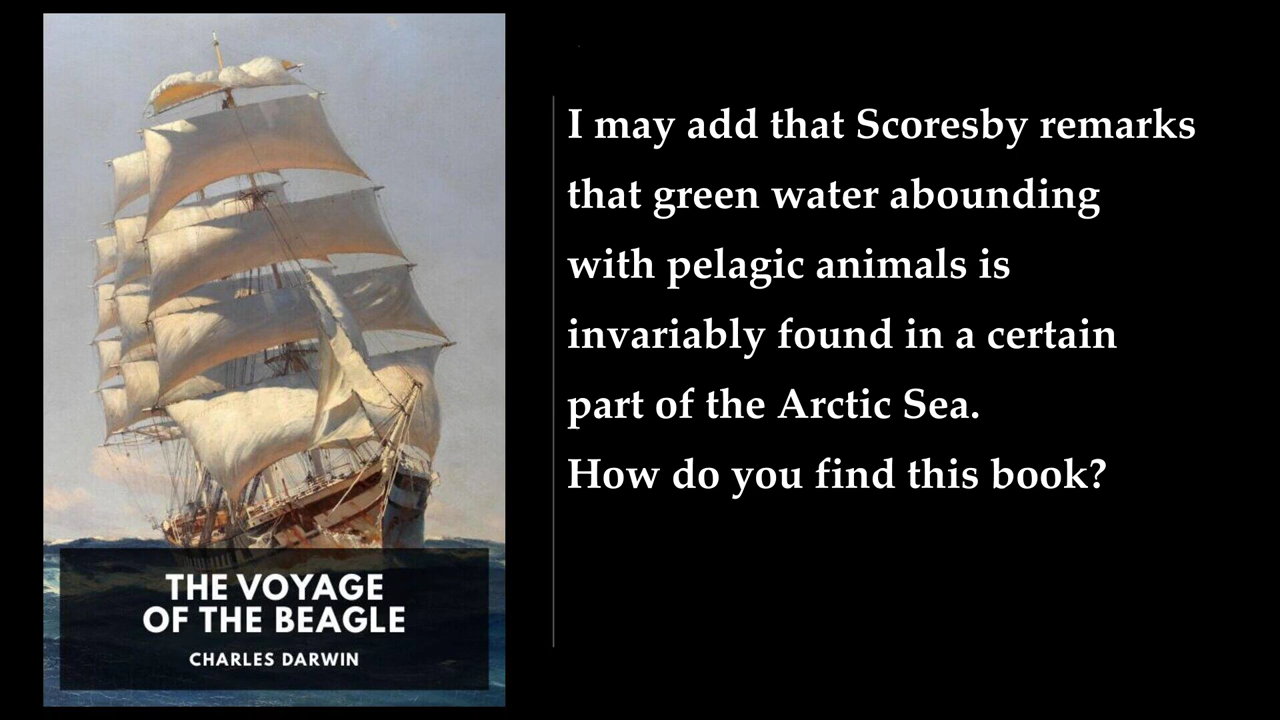 THE VOYAGE
OF THE BEAGLE
CHARLES DARWIN
I may add that Scoresby remarks
that green water abounding
with pelagic animals is
invariably found in a certain
part of the Arctic Sea.
How do you find this book?